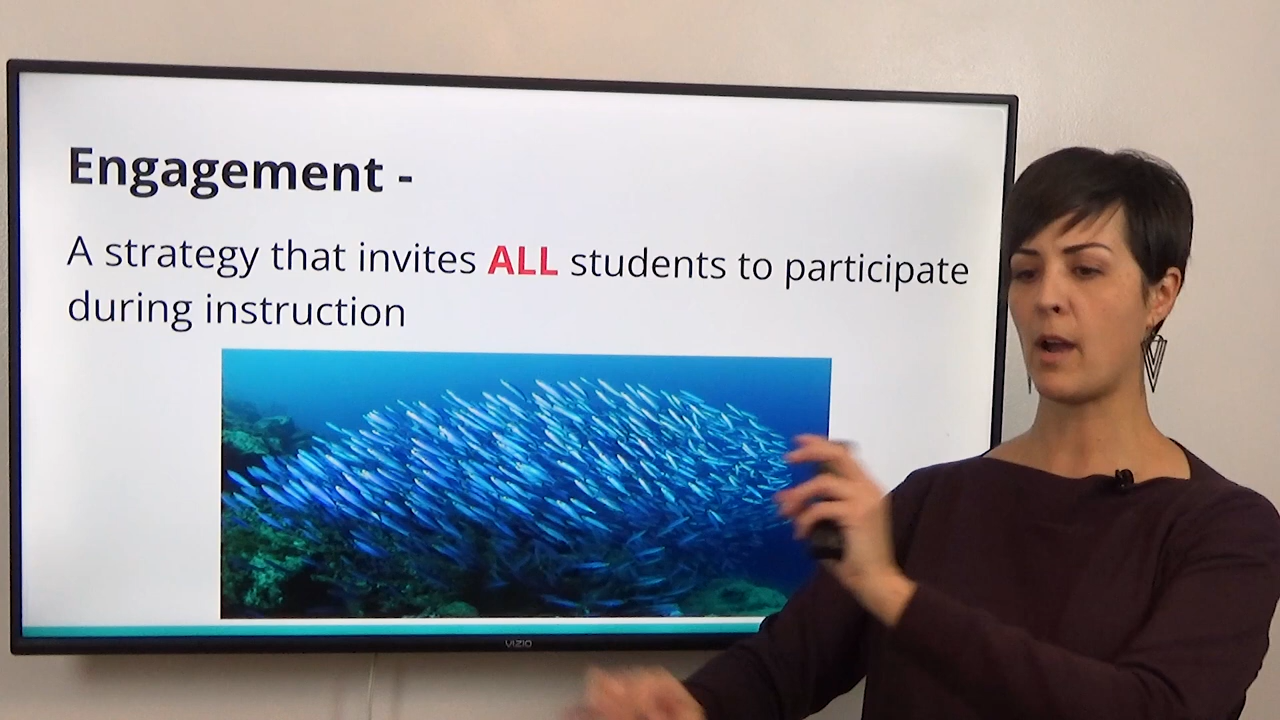 Engagement -
A strategy that invites ALL students to participate
during instruction
VIZIO